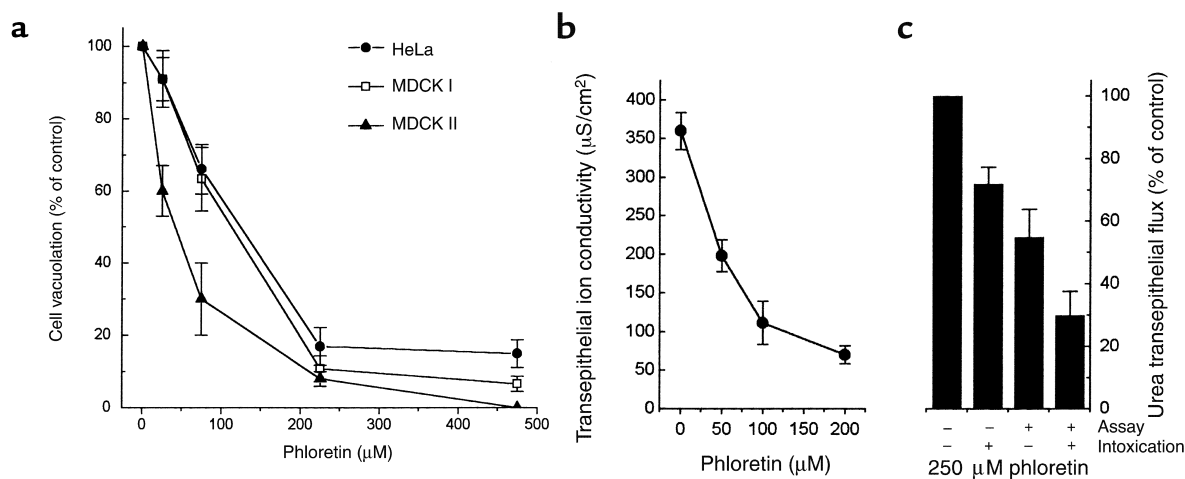 a
100
80
60
40
20
0
Cell vacuolation (% of control)
0 100 200 300 400 500
Phloretin (μM)
HeLa
MDCK I
MDCK II
b
Transepithelial ion conductivity (μS/cm²)
400
350
300
250
200
150
100
50
0
0 50 100 150 200
Phloretin (μM)
c
100
80
60
40
20
0
Urea transepithelial flux (% of control)
– – + + Assay
– + – + Intoxication
250 μM phloretin